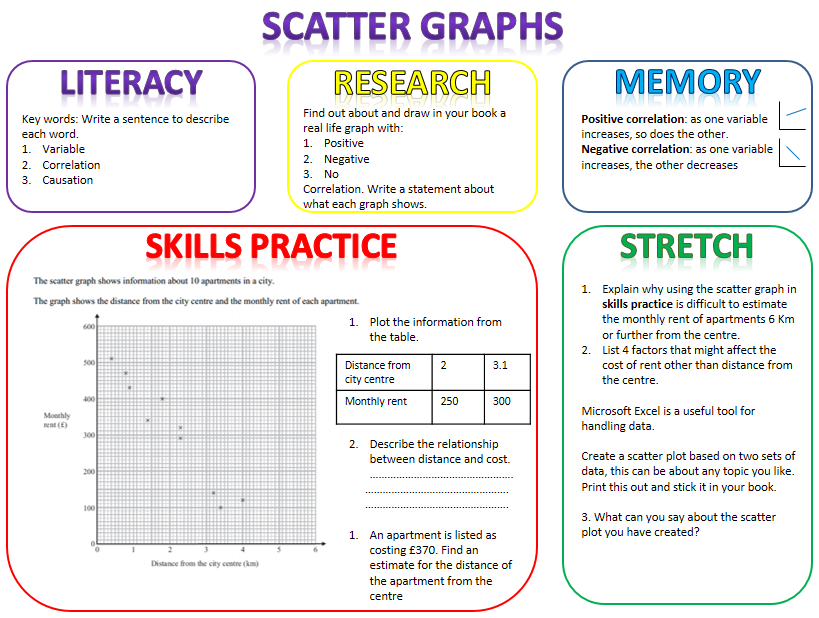 SCATTER GRAPHS
LITERACY
Key words: Write a sentence to describe
each word.
1. Variable
2. Correlation
3. Causation
RESEARCH
Find out about and draw in your book a
real life graph with:
1. Positive
2. Negative
3. No
Correlation. Write a statement about
what each graph shows.
MEMORY
Positive correlation: as one variable
increases, so does the other.
Negative correlation: as one variable
increases, the other decreases
SKILLS PRACTICE
The scatter graph shows information about 10 apartments in a city.
The graph shows the distance from the city centre and the monthly rent of each apartment.
600
500
400
Monthly
rent (£)
300
200
100
0
0 1 2 3 4 5 6
Distance from the city centre (km)
1. Plot the information from
the table.
Distance from
city centre 2 3.1
Monthly rent 250 300
2. Describe the relationship
between distance and cost.
1. An apartment is listed as
costing £370. Find an
estimate for the distance of
the apartment from the
centre
STRETCH
1. Explain why using the scatter graph in
skills practice is difficult to estimate
the monthly rent of apartments 6 Km
or further from the centre.
2. List 4 factors that might affect the
cost of rent other than distance from
the centre.
Microsoft Excel is a useful tool for
handling data.
Create a scatter plot based on two sets of
data, this can be about any topic you like.
Print this out and stick it in your book.
3. What can you say about the scatter
plot you have created?